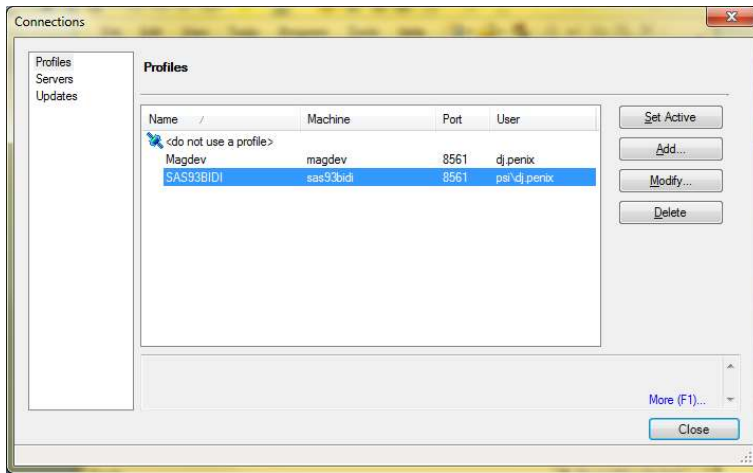 Connections
Profiles
Servers
Updates
Profiles
Name / Machine Port User
<do not use a profile>
Magdev magdev 8561 dj.penix
SAS93BIDI sas93bidi 8561 psi\dj.penix
Set Active
Add...
Modify...
Delete
More (F1)...
Close